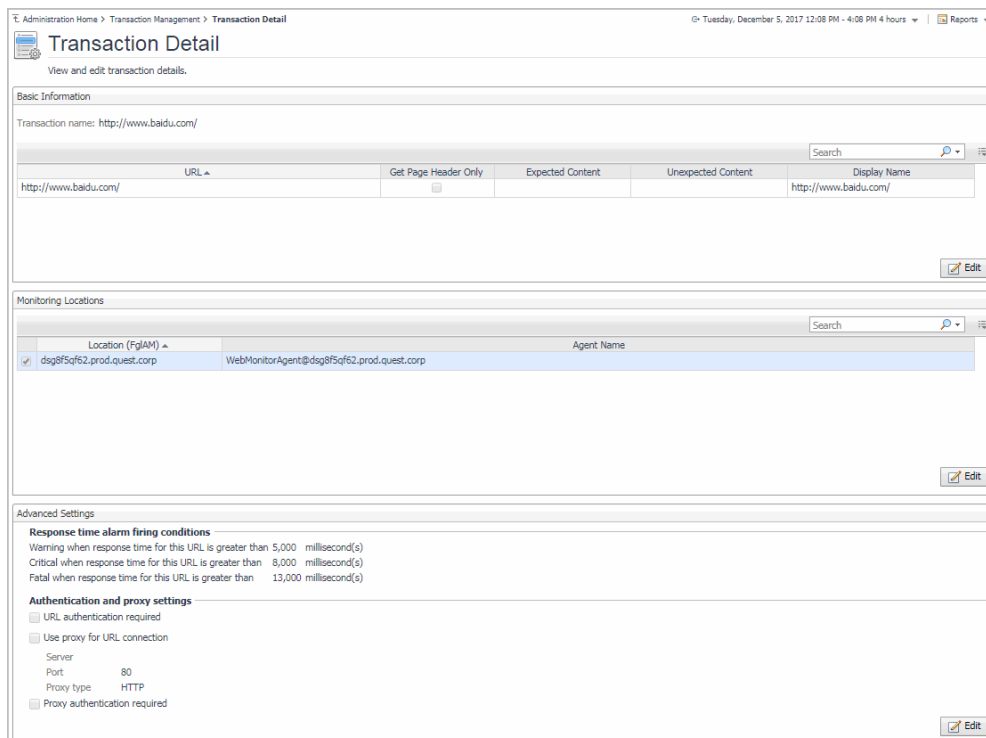 Administration Home > Transaction Management > Transaction Detail
Tuesday, December 5, 2017 12:08 PM - 4:08 PM 4 hours | Reports
Transaction Detail
View and edit transaction details.
Basic Information
Transaction name: http://www.baidu.com/
Search
URL Get Page Header Only Expected Content Unexpected Content Display Name
http://www.baidu.com/ http://www.baidu.com/
Edit
Monitoring Locations
Search
Location (FglAM) Agent Name
dsg8f5qf62.prod.quest.corp WebMonitorAgent@dsg8f5qf62.prod.quest.corp
Edit
Advanced Settings
Response time alarm firing conditions
Warning when response time for this URL is greater than 5,000 millisecond(s)
Critical when response time for this URL is greater than 8,000 millisecond(s)
Fatal when response time for this URL is greater than 13,000 millisecond(s)
Authentication and proxy settings
URL authentication required
Use proxy for URL connection
Server
Port 80
Proxy type HTTP
Proxy authentication required
Edit